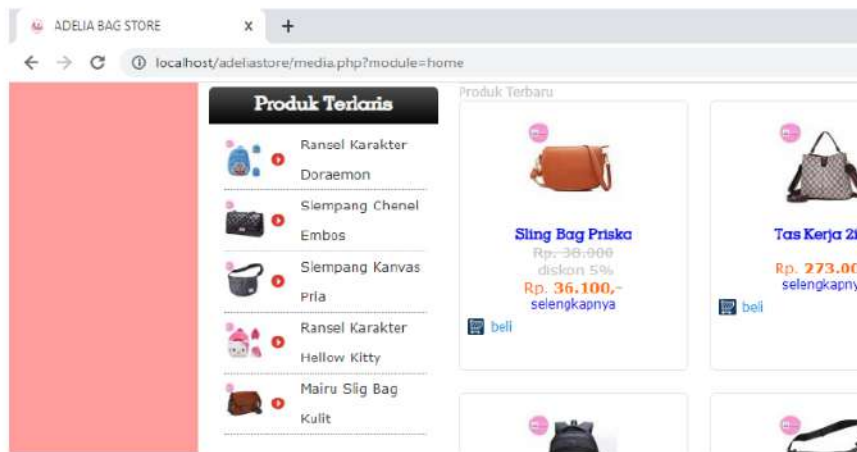 ADELIA BAG STORE
localhost/adeliastore/media.php?module=home
Produk Terlaris
Ransel Karakter
Doraemon
Slempang Chenel
Embos
Slempang Kanvas
Pria
Ransel Karakter
Hellow Kitty
Mairu Slig Bag
Kulit
Produk Terbaru
Sling Bag Priska
Rp. 38.000
diskon 5%
Rp. 36.100,-
selengkapnya
beli
Tas Kerja 2i
Rp. 273.00
selengkapny
beli